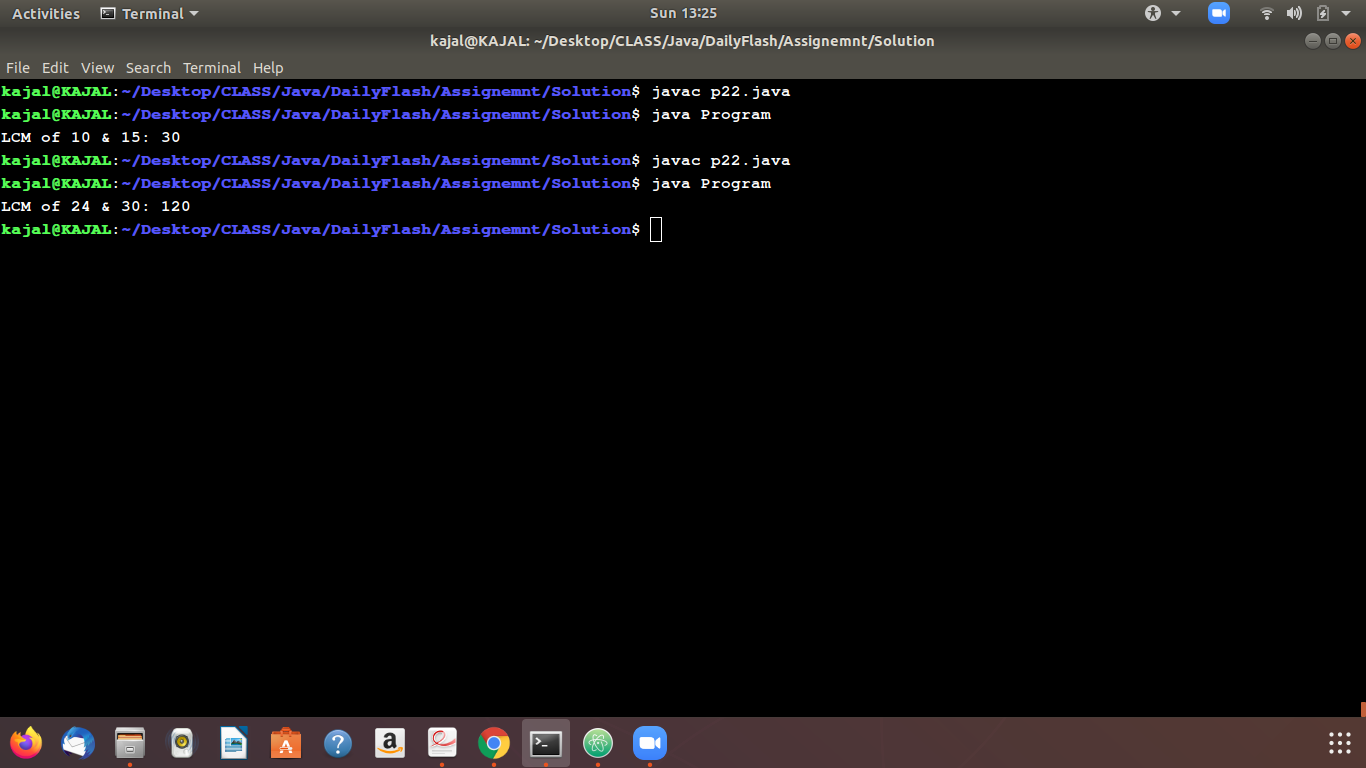 Activities Terminal Sun 13:25
kajal@KAJAL: ~/Desktop/CLASS/Java/DailyFlash/Assignemnt/Solution
File Edit View Search Terminal Help
kajal@KAJAL:~/Desktop/CLASS/Java/DailyFlash/Assignemnt/Solution$ javac p22.java
kajal@KAJAL:~/Desktop/CLASS/Java/DailyFlash/Assignemnt/Solution$ java Program
LCM of 10 & 15: 30
kajal@KAJAL:~/Desktop/CLASS/Java/DailyFlash/Assignemnt/Solution$ javac p22.java
kajal@KAJAL:~/Desktop/CLASS/Java/DailyFlash/Assignemnt/Solution$ java Program
LCM of 24 & 30: 120
kajal@KAJAL:~/Desktop/CLASS/Java/DailyFlash/Assignemnt/Solution$